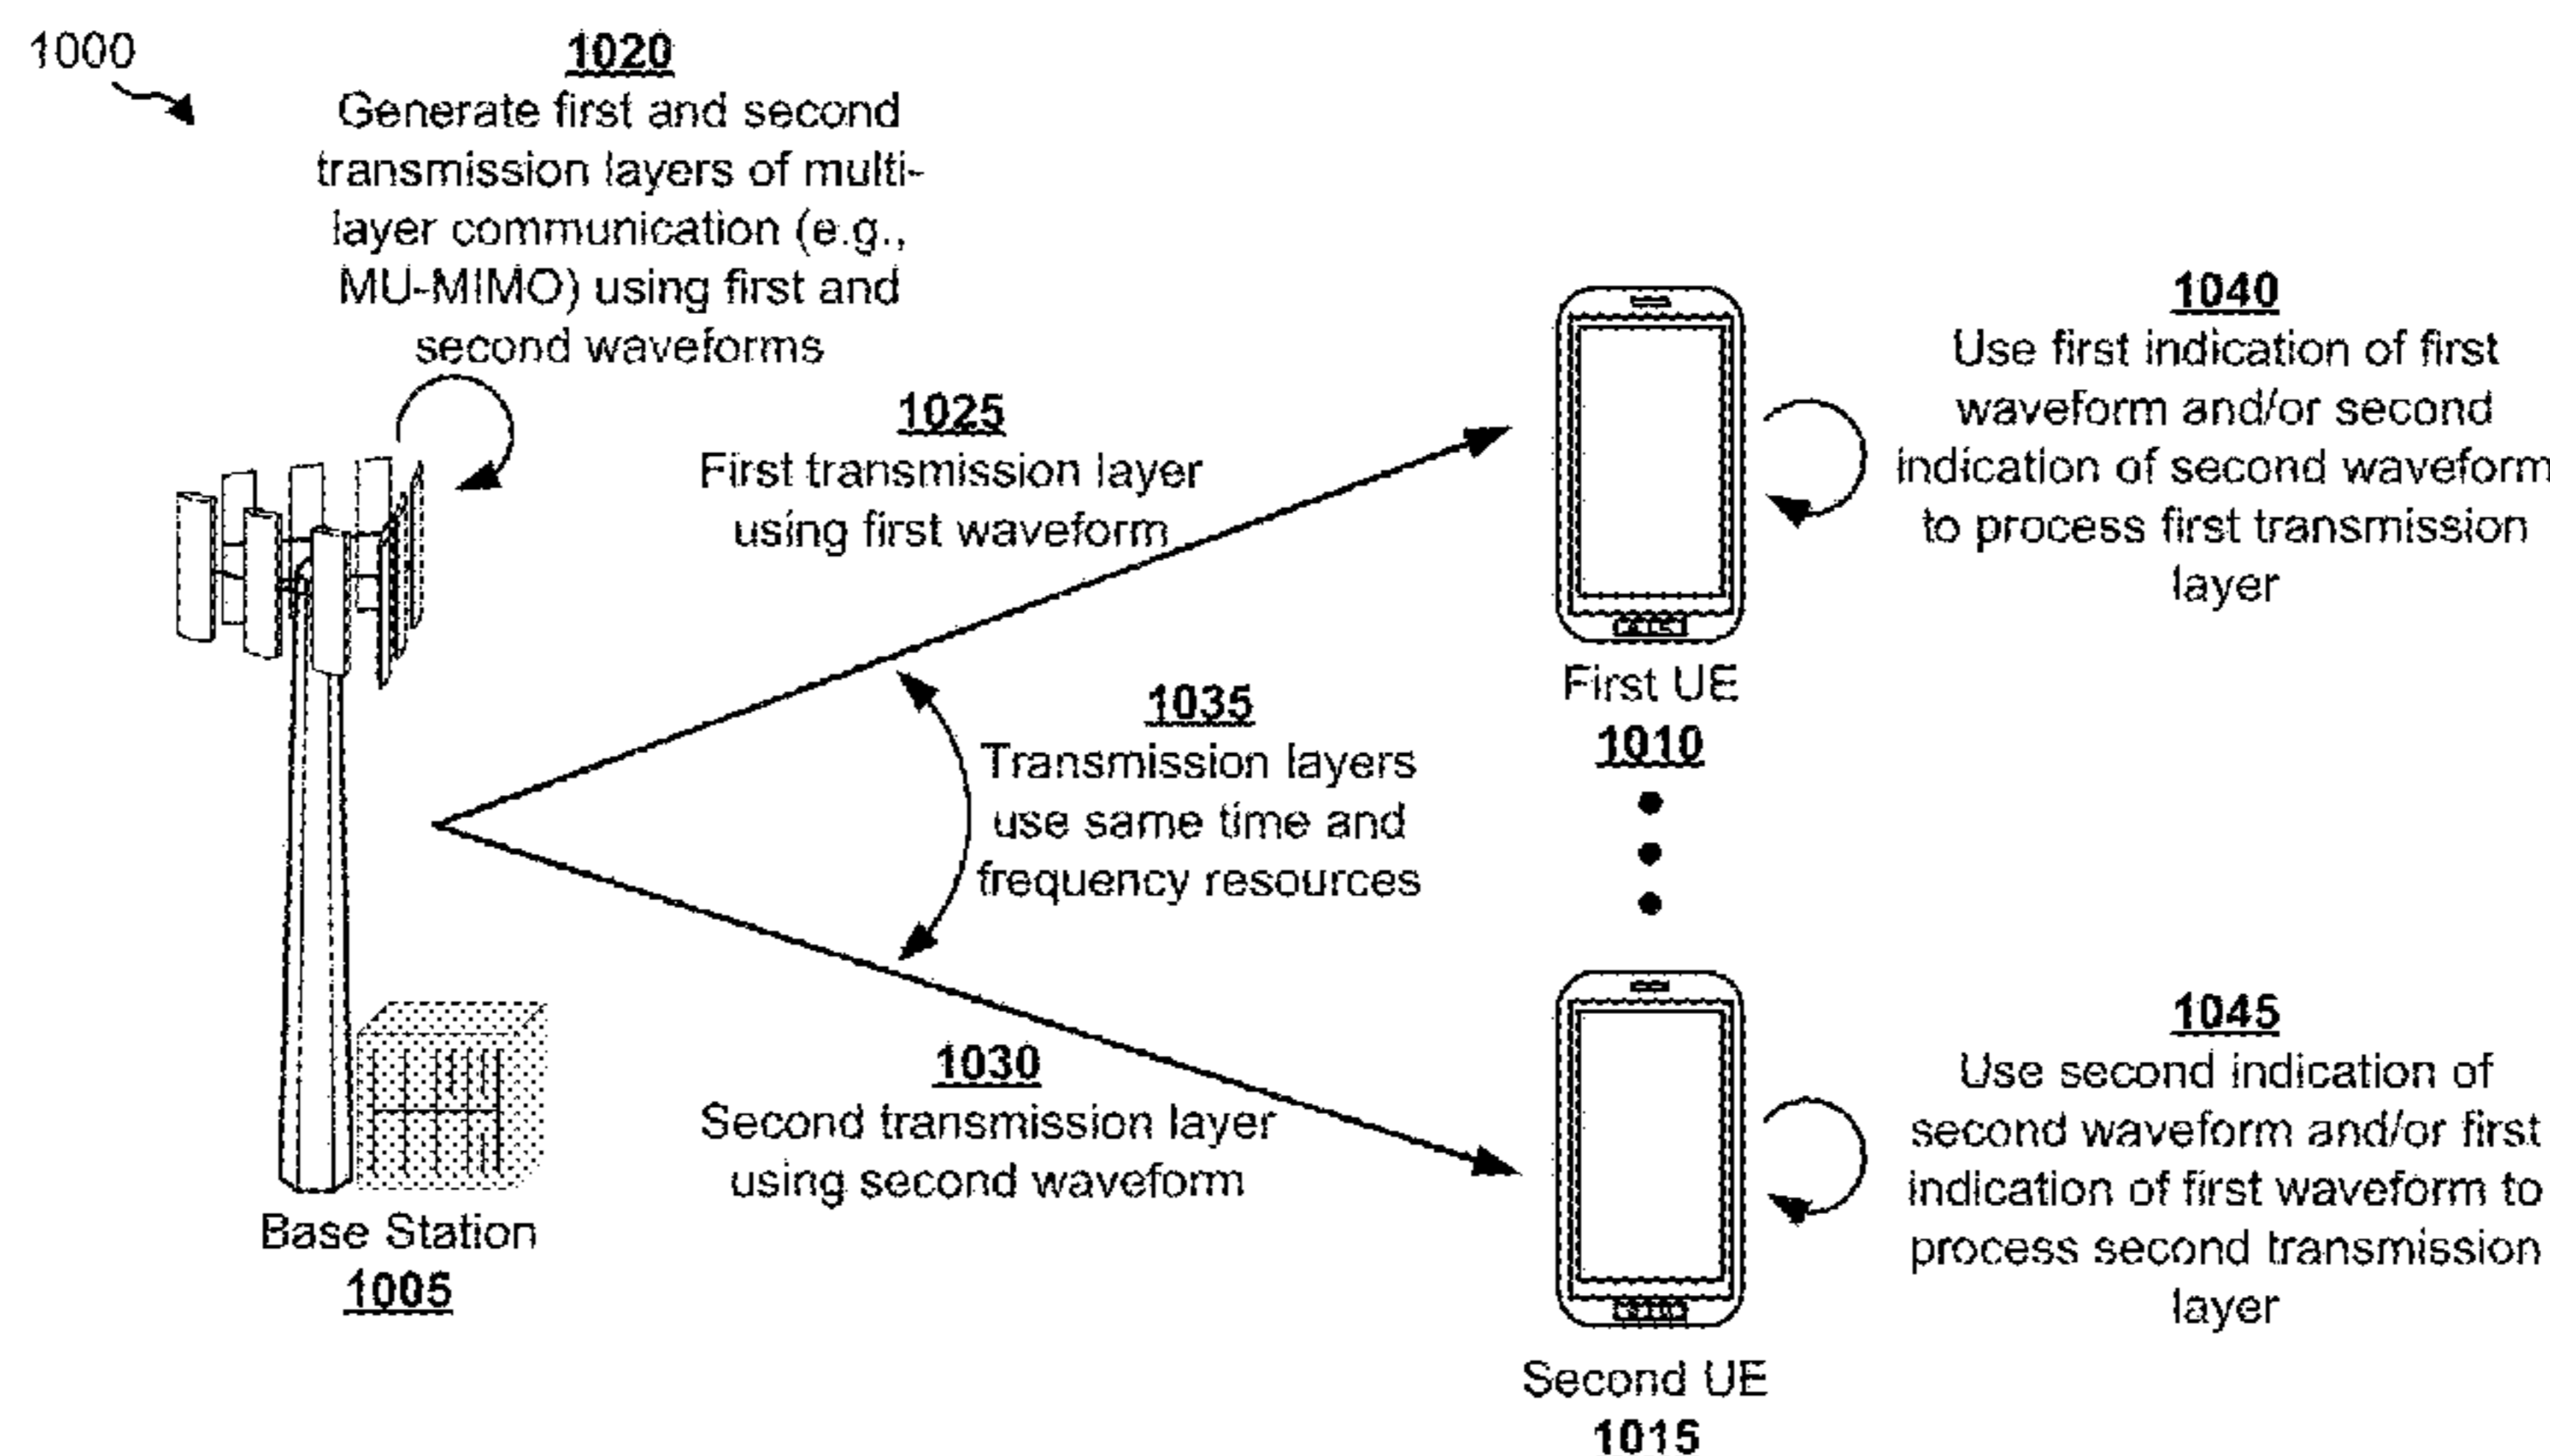 1000
1020
Generate first and second
transmission layers of multi-
layer communication (e.g.,
MU-MIMO) using first and
second waveforms
1025
First transmission layer
using first waveform
1040
Use first indication of first
waveform and/or second
indication of second waveform
to process first transmission
layer
First UE
1010
1035
Transmission layers
use same time and
frequency resources
1030
Second transmission layer
using second waveform
1045
Use second indication of
second waveform and/or first
indication of first waveform to
process second transmission
layer
Base Station
1005
Second UE
1015